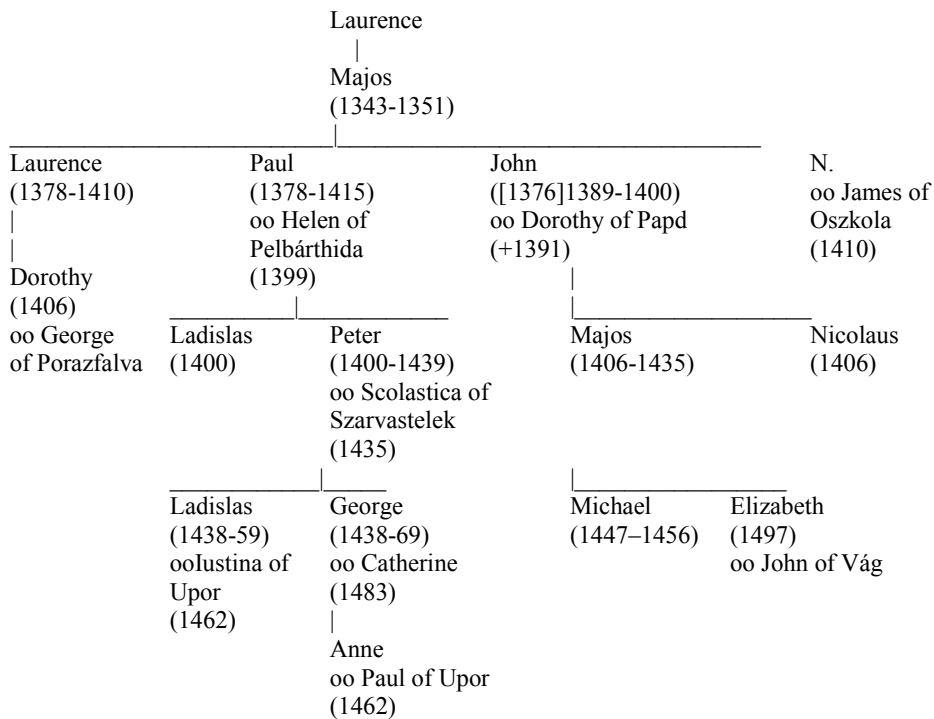 Laurence
Majos
(1343-1351)
Laurence Paul John N.
(1378-1410) (1378-1415) ([1376]1389-1400) oo James of
oo Helen of oo Dorothy of Papd Oszkola
Pelbárthida (+1391) (1410)
Dorothy (1399)
(1406)
oo George Ladislas Peter Majos Nicolaus
of Porazfalva (1400) (1400-1439) (1406-1435) (1406)
oo Scolastica of
Szarvastelek
(1435)
Ladislas George Michael Elizabeth
(1438-59) (1438-69) (1447–1456) (1497)
ooIustina of oo Catherine oo John of Vág
Upor (1483)
(1462)
Anne
oo Paul of Upor
(1462)